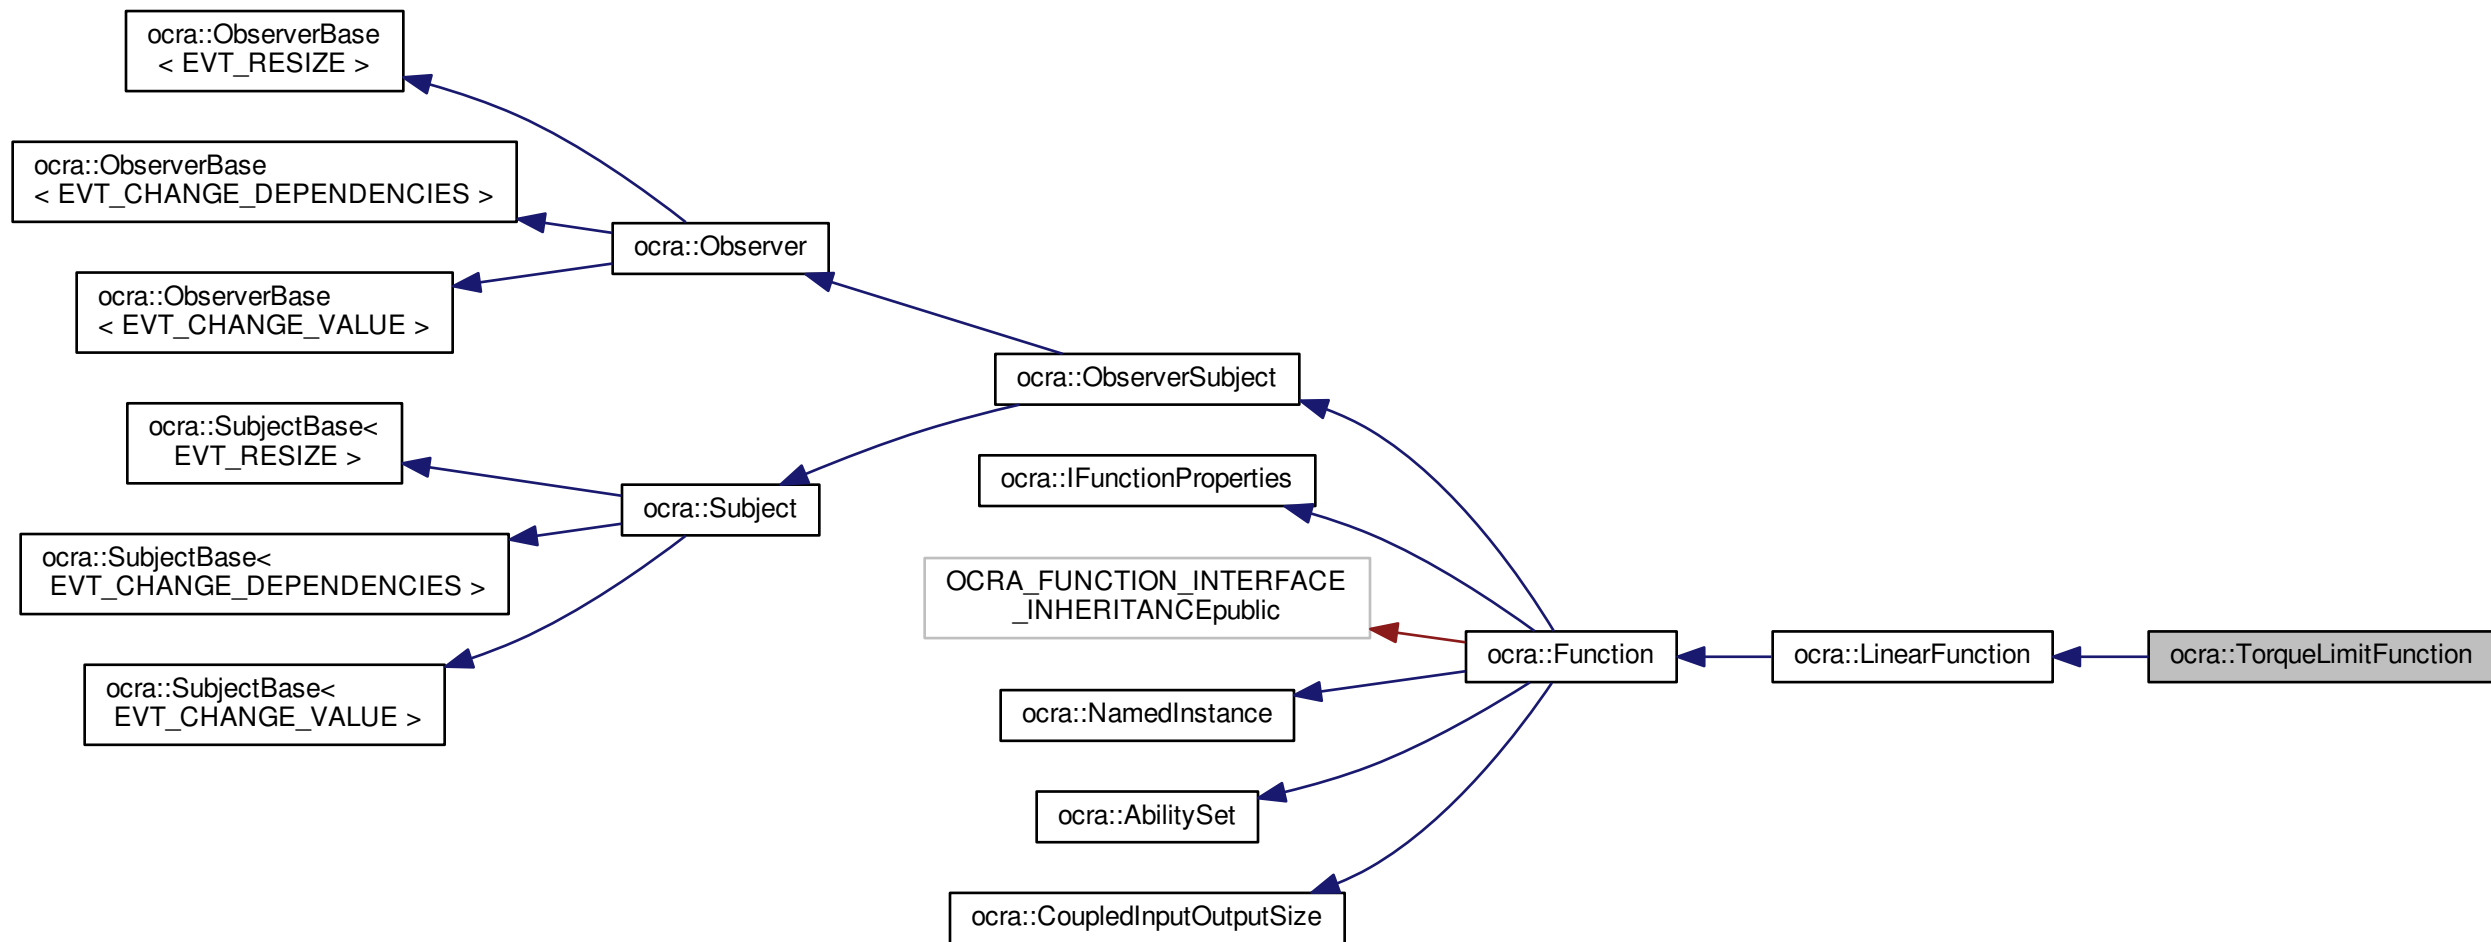 ocra::ObserverBase
< EVT_RESIZE >
ocra::ObserverBase
< EVT_CHANGE_DEPENDENCIES >
ocra::Observer
ocra::ObserverBase
< EVT_CHANGE_VALUE >
ocra::ObserverSubject
ocra::SubjectBase<
EVT_RESIZE >
ocra::IFunctionProperties
ocra::Subject
ocra::SubjectBase<
EVT_CHANGE_DEPENDENCIES >
OCRA_FUNCTION_INTERFACE
_INHERITANCEpublic
ocra::Function
ocra::LinearFunction
ocra::TorqueLimitFunction
ocra::SubjectBase<
EVT_CHANGE_VALUE >
ocra::NamedInstance
ocra::AbilitySet
ocra::CoupledInputOutputSize